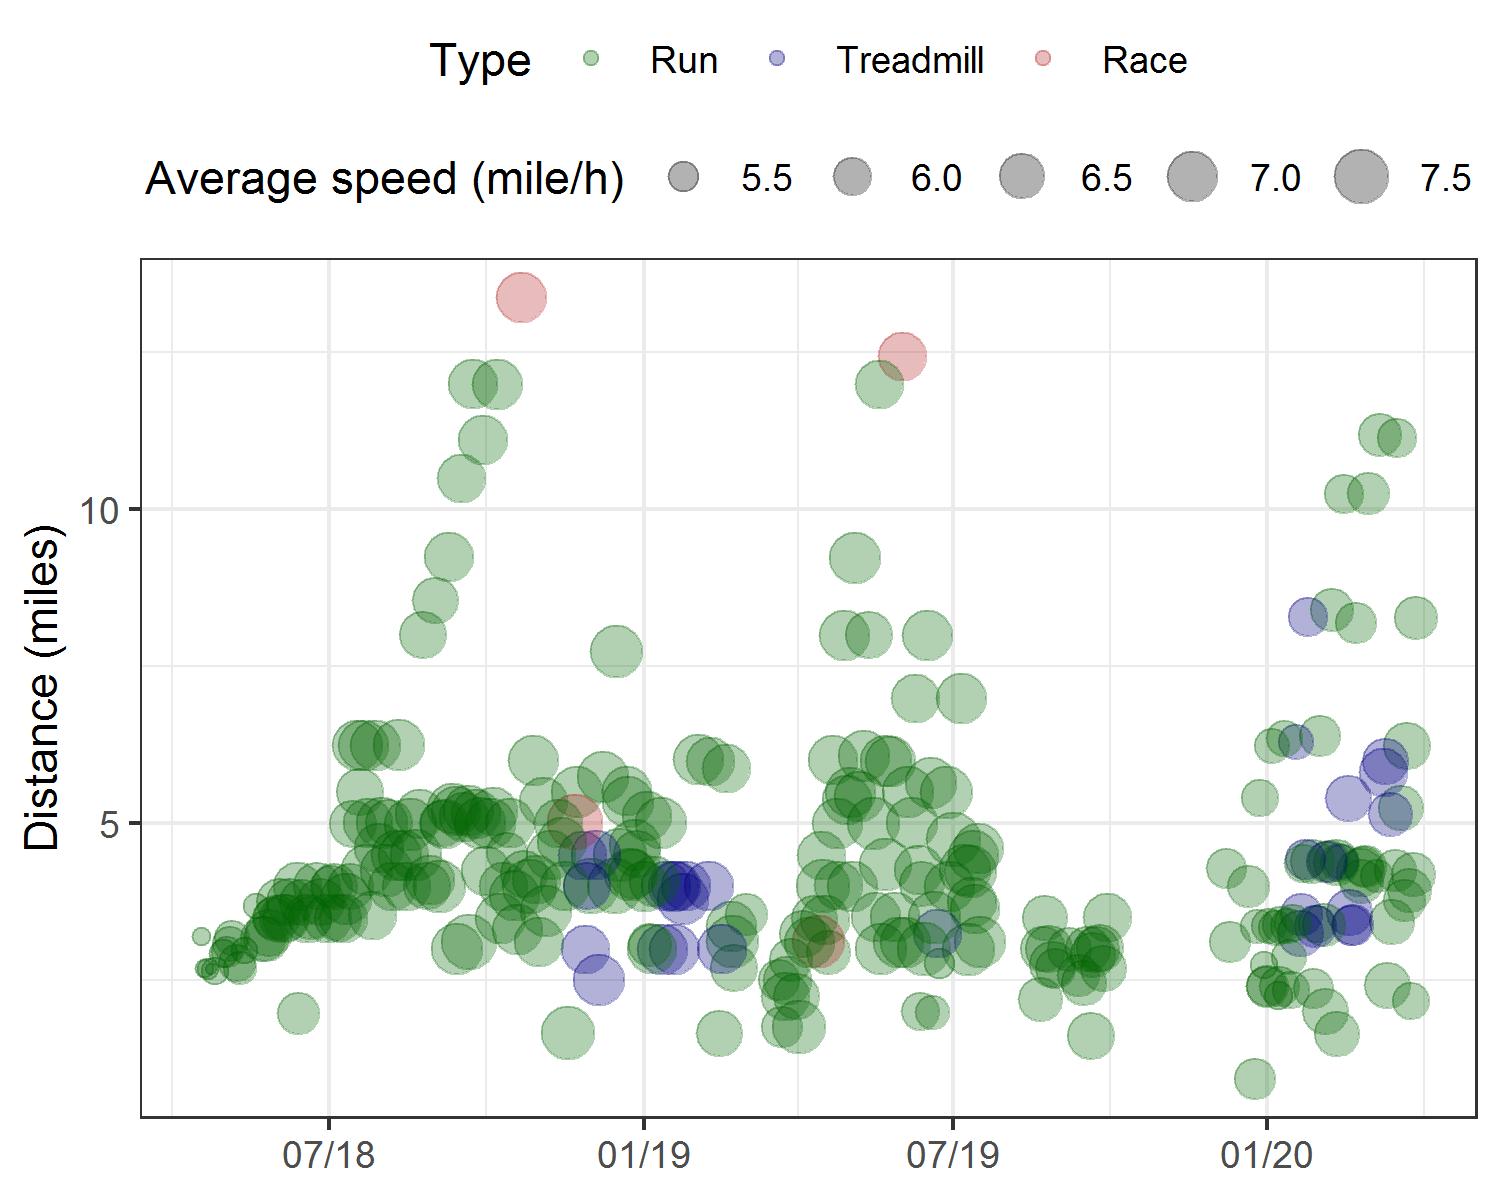 Type Run Treadmill Race
Average speed (mile/h) 5.5 6.0 6.5 7.0 7.5
Distance (miles)
10
5
07/18 01/19 07/19 01/20